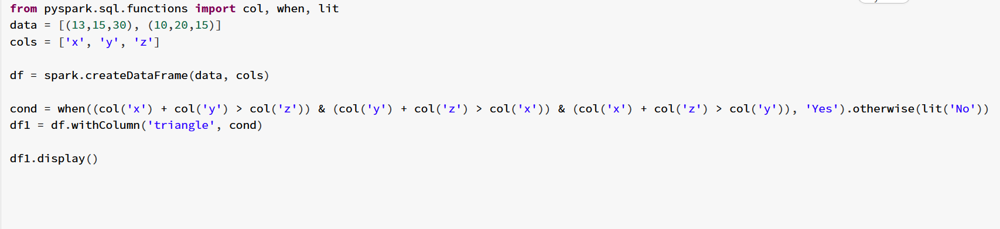 from pyspark.sql.functions import col, when, lit
data = [(13,15,30), (10,20,15)]
cols = ['x', 'y', 'z']
df = spark.createDataFrame(data, cols)
cond = when((col('x') + col('y') > col('z')) & (col('y') + col('z') > col('x')) & (col('x') + col('z') > col('y')), 'Yes').otherwise(lit('No'))
df1 = df.withColumn('triangle', cond)
df1.display()